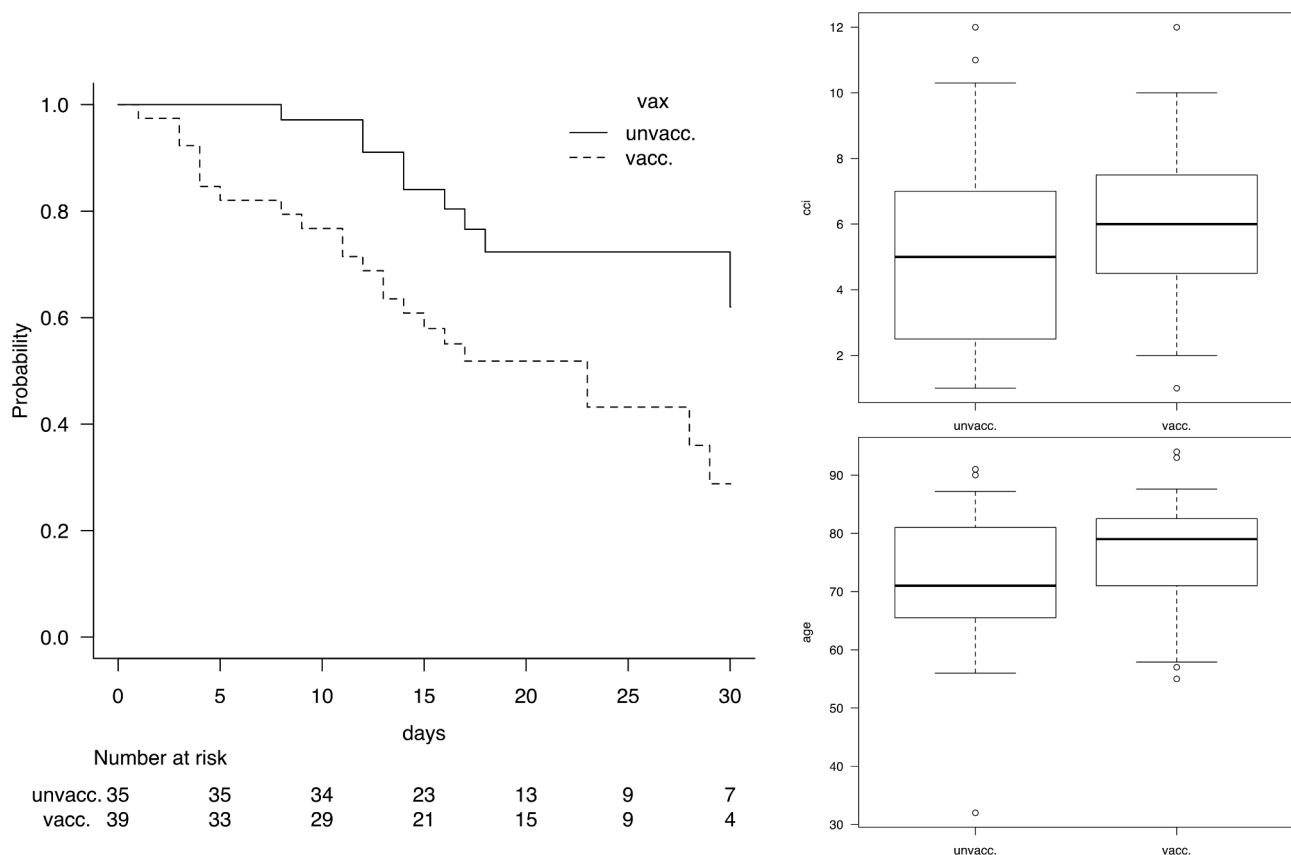 vax
unvacc.
vacc.
Probability
1.0
0.8
0.6
0.4
0.2
0.0
0 5 10 15 20 25 30
days
Number at risk
unvacc. 35 35 34 23 13 9 7
vacc. 39 33 29 21 15 9 4
cci
12
10
8
6
4
2
unvacc. vacc.
age
90
80
70
60
50
40
30
unvacc. vacc.